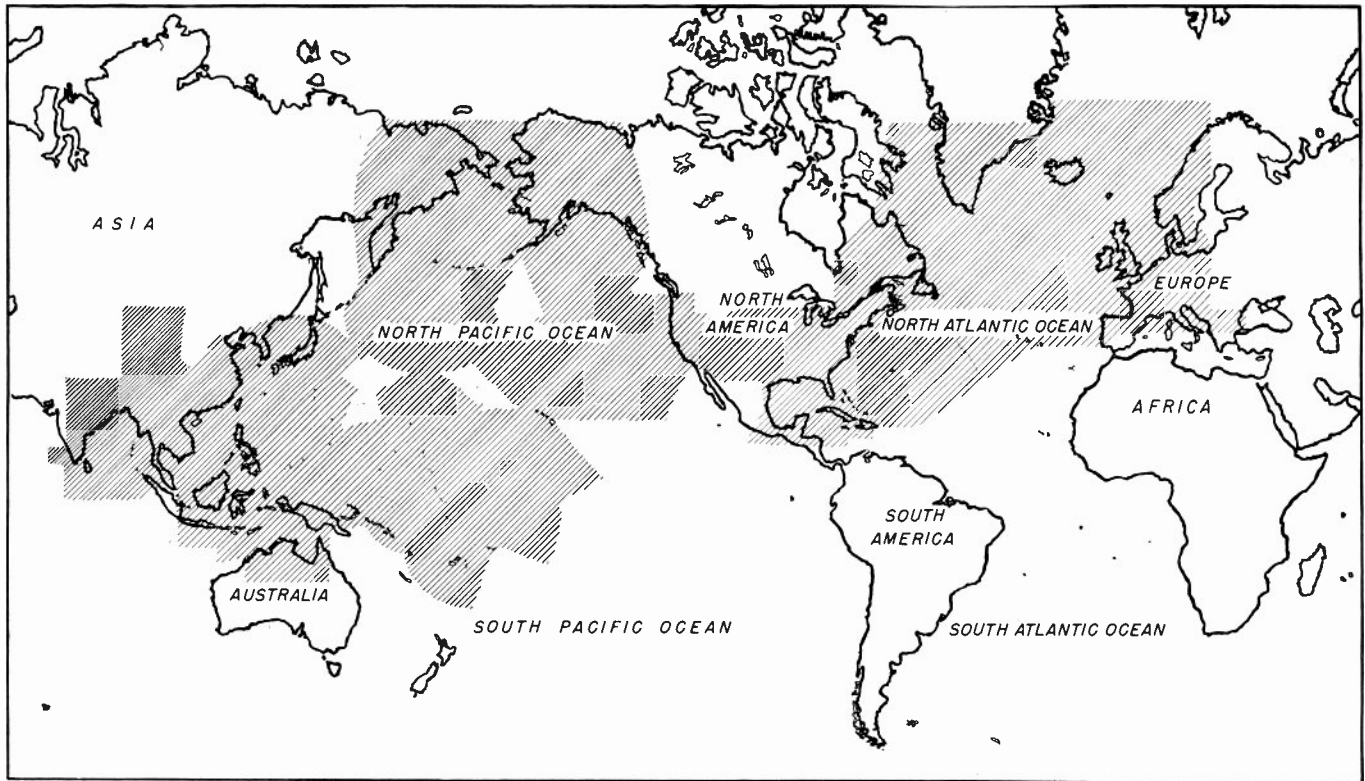 ASIA
NORTH PACIFIC OCEAN
NORTH
AMERICA
NORTH ATLANTIC OCEAN
EUROPE
AFRICA
SOUTH
AMERICA
AUSTRALIA
SOUTH PACIFIC OCEAN
SOUTH ATLANTIC OCEAN